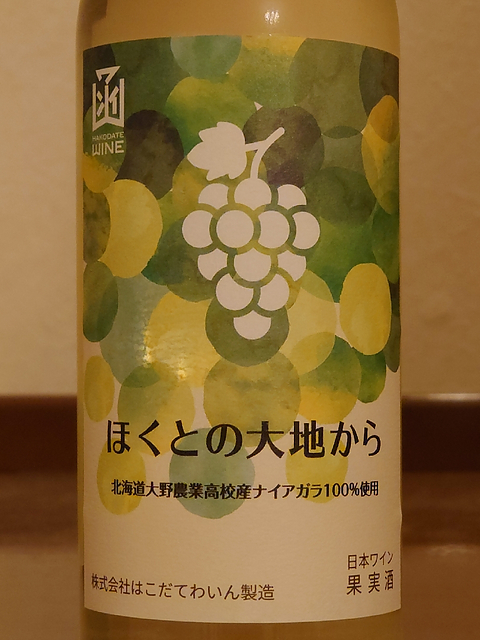 函
HAKODATE
WINE
ほくとの大地から
北海道大野農業高校産ナイアガラ100%使用
日本ワイン
株式会社はこだてわいん製造
果実酒